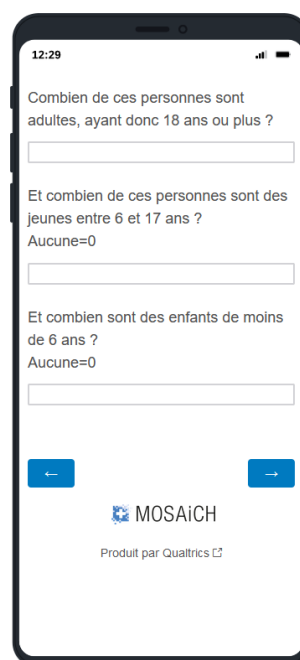 12:29
Combien de ces personnes sont
adultes, ayant donc 18 ans ou plus ?
Et combien de ces personnes sont des
jeunes entre 6 et 17 ans ?
Aucune=0
Et combien sont des enfants de moins
de 6 ans ?
Aucune=0
← →
MOSAiCH
Produit par Qualtrics